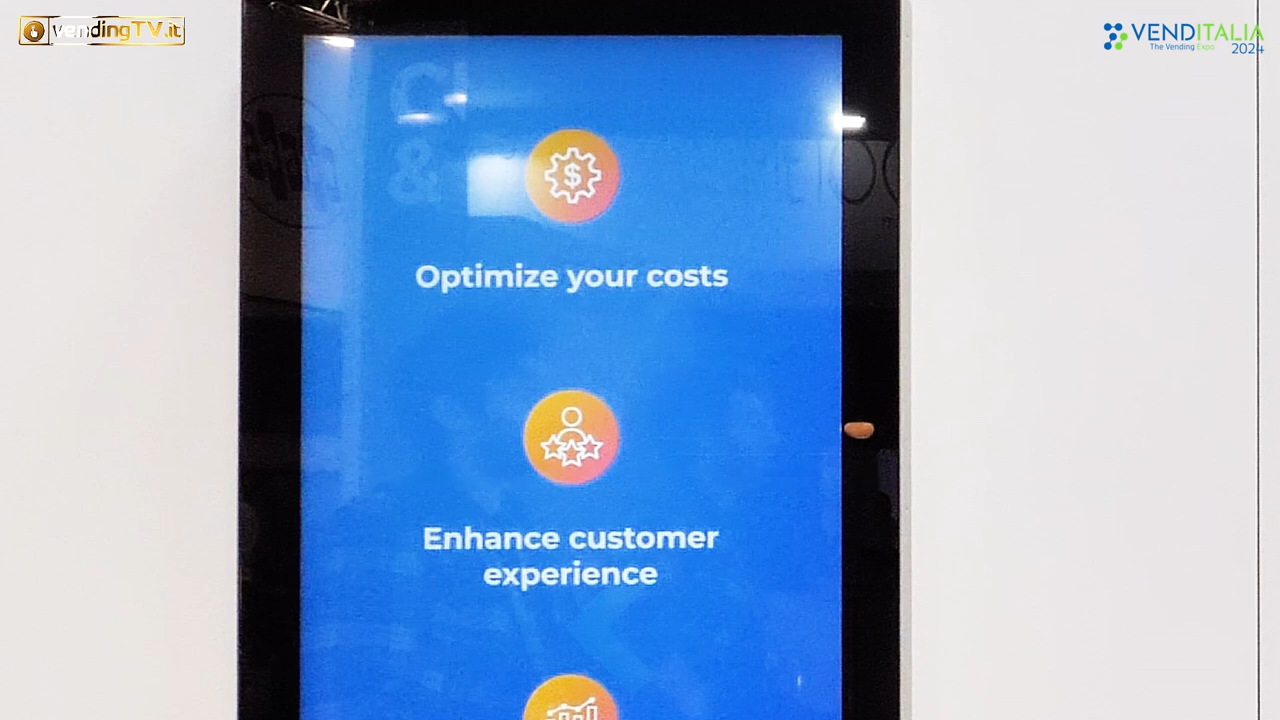 vendingTV.it
VENDITALIA
The Vending Expo
2024
&
$
Optimize your costs
Enhance customer
experience